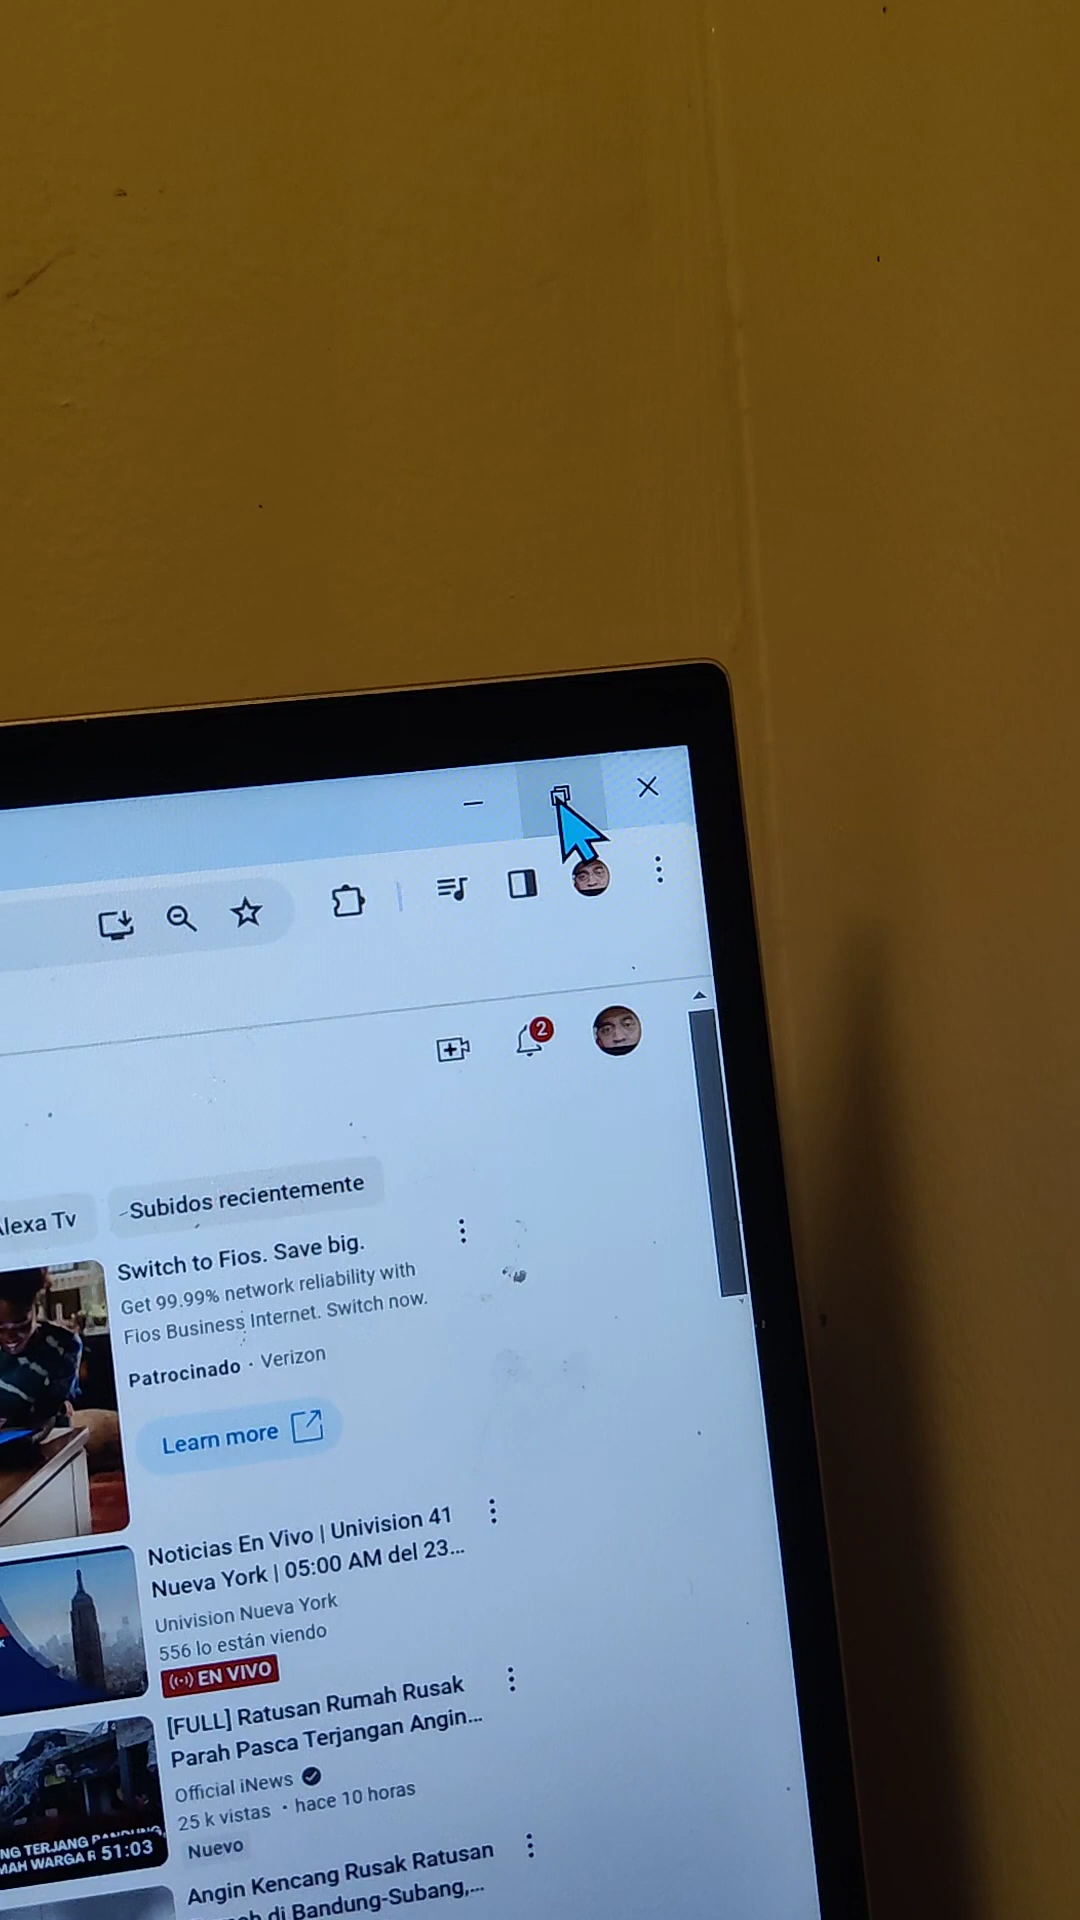 2
Alexa Tv
Subidos recientemente
Switch to Fios. Save big.
Get 99.99% network reliability with
Fios Business Internet. Switch now.
Patrocinado · Verizon
Learn more
Noticias En Vivo | Univision 41
Nueva York | 05:00 AM del 23...
Univision Nueva York
556 lo están viendo
EN VIVO
[FULL] Ratusan Rumah Rusak
Parah Pasca Terjangan Angin...
Official iNews
25 k vistas · hace 10 horas
Nuevo
NG TERJANG BANDUNG,
MAH WARGA R
51:03
Angin Kencang Rusak Ratusan
di Bandung-Subang,...